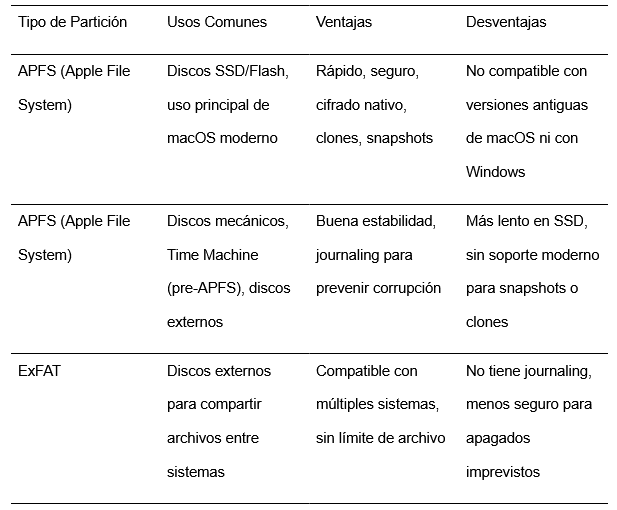 Tipo de Partición Usos Comunes Ventajas Desventajas
APFS (Apple File Discos SSD/Flash, Rápido, seguro, No compatible con
System) uso principal de cifrado nativo, versiones antiguas
macOS moderno clones, snapshots de macOS ni con
Windows
APFS (Apple File Discos mecánicos, Buena estabilidad, Más lento en SSD,
System) Time Machine journaling para sin soporte moderno
(pre-APFS), discos prevenir corrupción para snapshots o
externos clones
ExFAT Discos externos Compatible con No tiene journaling,
para compartir múltiples sistemas, menos seguro para
archivos entre sin límite de archivo apagados
sistemas imprevistos